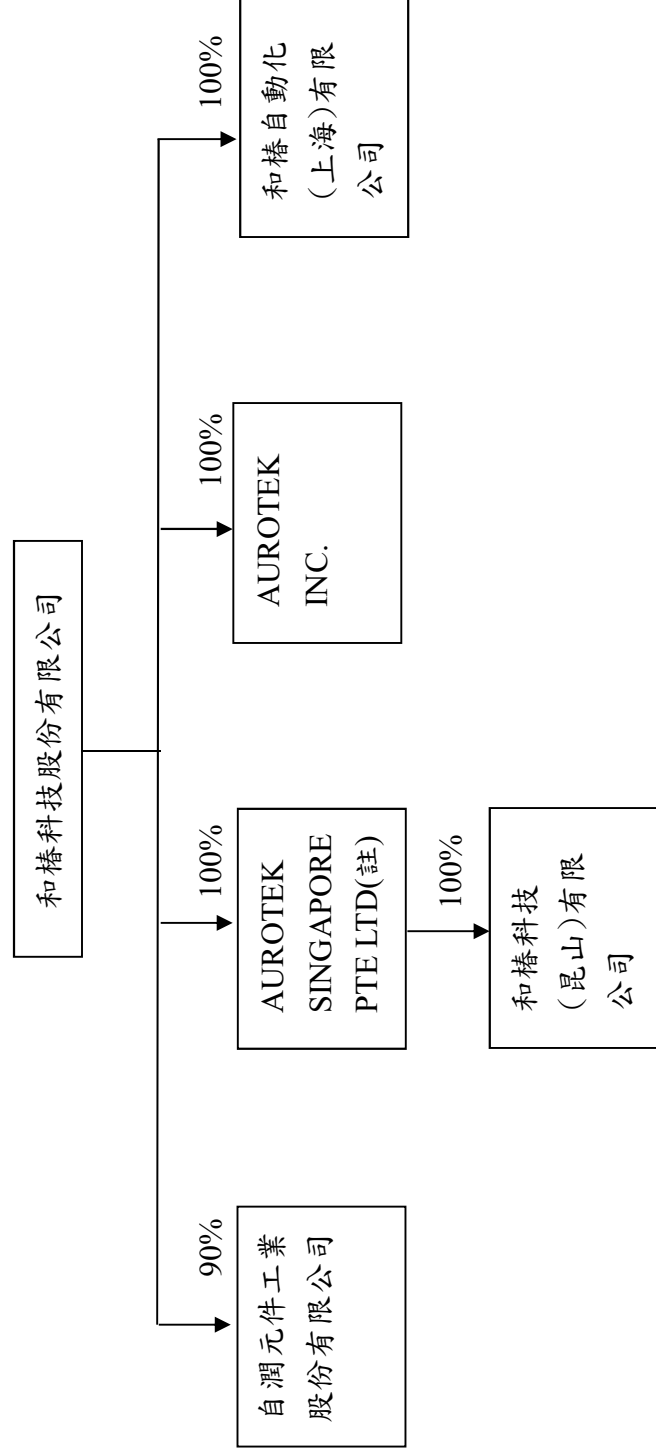 和椿科技股份有限公司
90%
100%
100%
100%
自潤元件工業
股份有限公司
AUROTEK
SINGAPORE
PTE LTD(註)
AUROTEK
INC.
和椿自動化
(上海)有限
公司
100%
和椿科技
(昆山)有限
公司